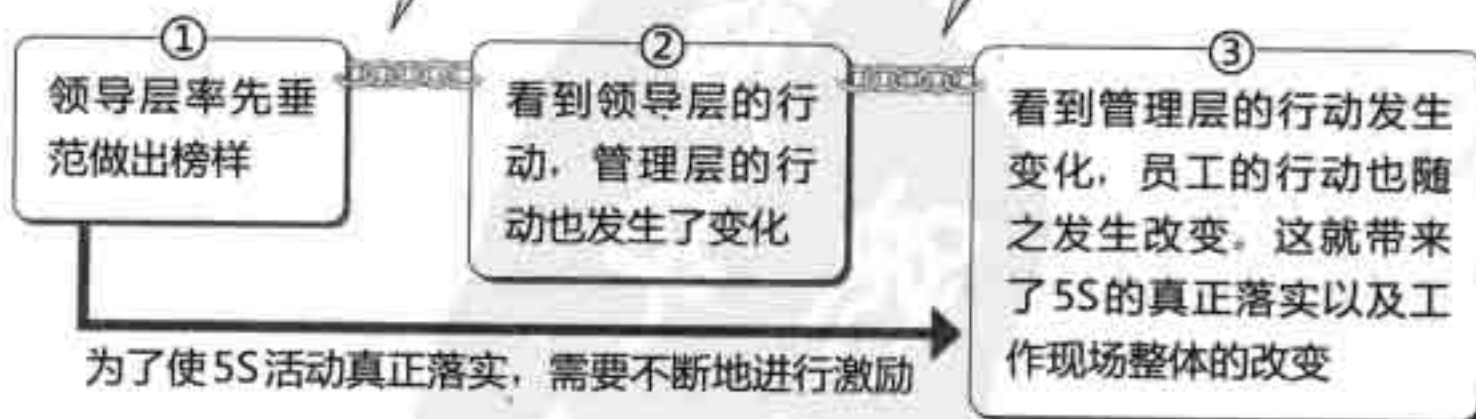 ①
领导层率先垂
范做出榜样
②
看到领导层的行
动，管理层的行
动也发生了变化
③
看到管理层的行动发生
变化，员工的行动也随
之发生改变。这就带来
了5S的真正落实以及工
作现场整体的改变
为了使5S活动真正落实，需要不断地进行激励